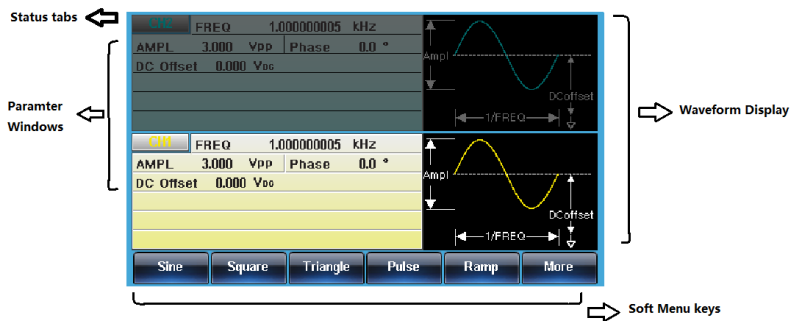 Status tabs
FREQ 1.000000005 kHz
AMPL 3.000 Vpp Phase 0.0 °
DC Offset 0.000 VDC
Ampl
DCoffset
1/FREQ
Paramter
Windows
Waveform Display
FREQ 1.000000005 kHz
AMPL 3.000 Vpp Phase 0.0 °
DC Offset 0.000 VDC
Ampl
DCoffset
1/FREQ
Sine Square Triangle Pulse Ramp More
Soft Menu keys